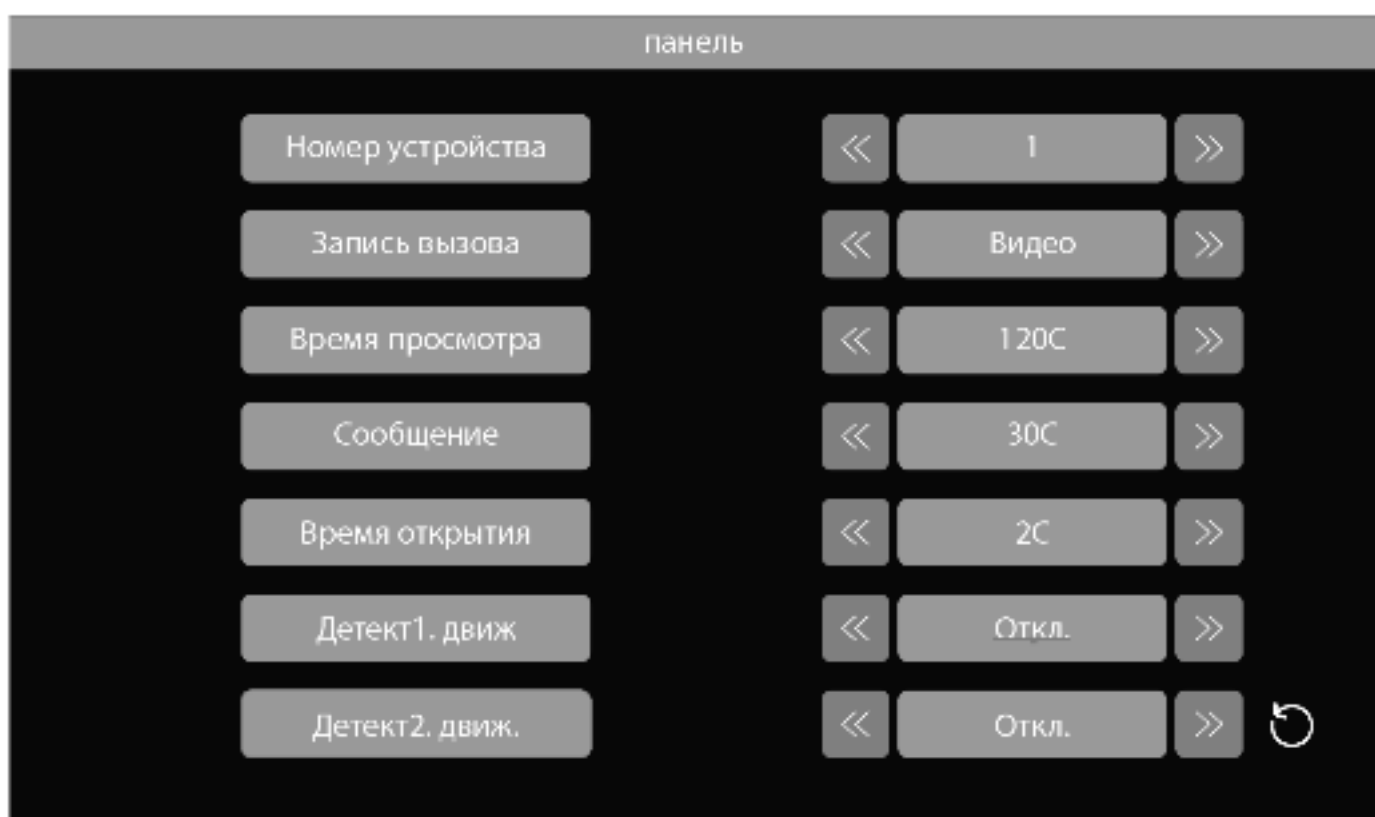 панель
Номер устройства << 1 >>
Запись вызова << Видео >>
Время просмотра << 120С >>
Сообщение << 30С >>
Время открытия << 2С >>
Детект1. движ << Откл. >>
Детект2. движ. << Откл. >>